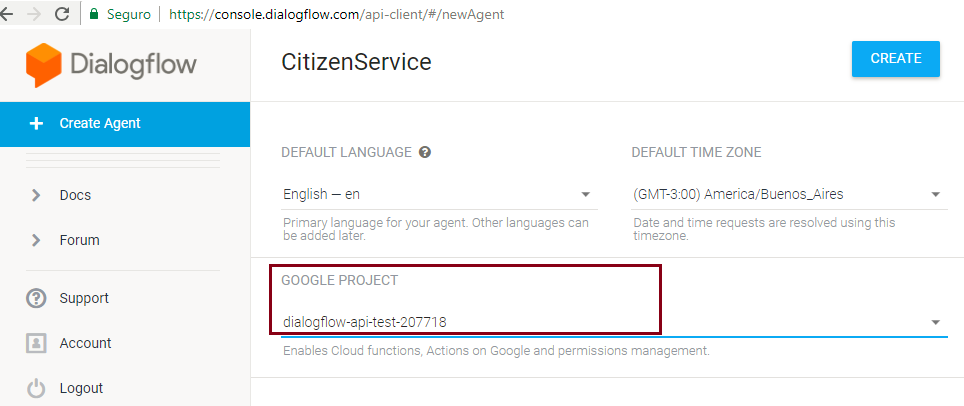 Seguro https://console.dialogflow.com/api-client/#/newAgent
Dialogflow
CitizenService
CREATE
Create Agent
DEFAULT LANGUAGE ?
DEFAULT TIME ZONE
English — en
(GMT-3:00) America/Buenos_Aires
Primary language for your agent. Other languages can
be added later.
Date and time requests are resolved using this
timezone.
Docs
Forum
GOOGLE PROJECT
dialogflow-api-test-207718
Enables Cloud functions, Actions on Google and permissions management.
? Support
Account
Logout